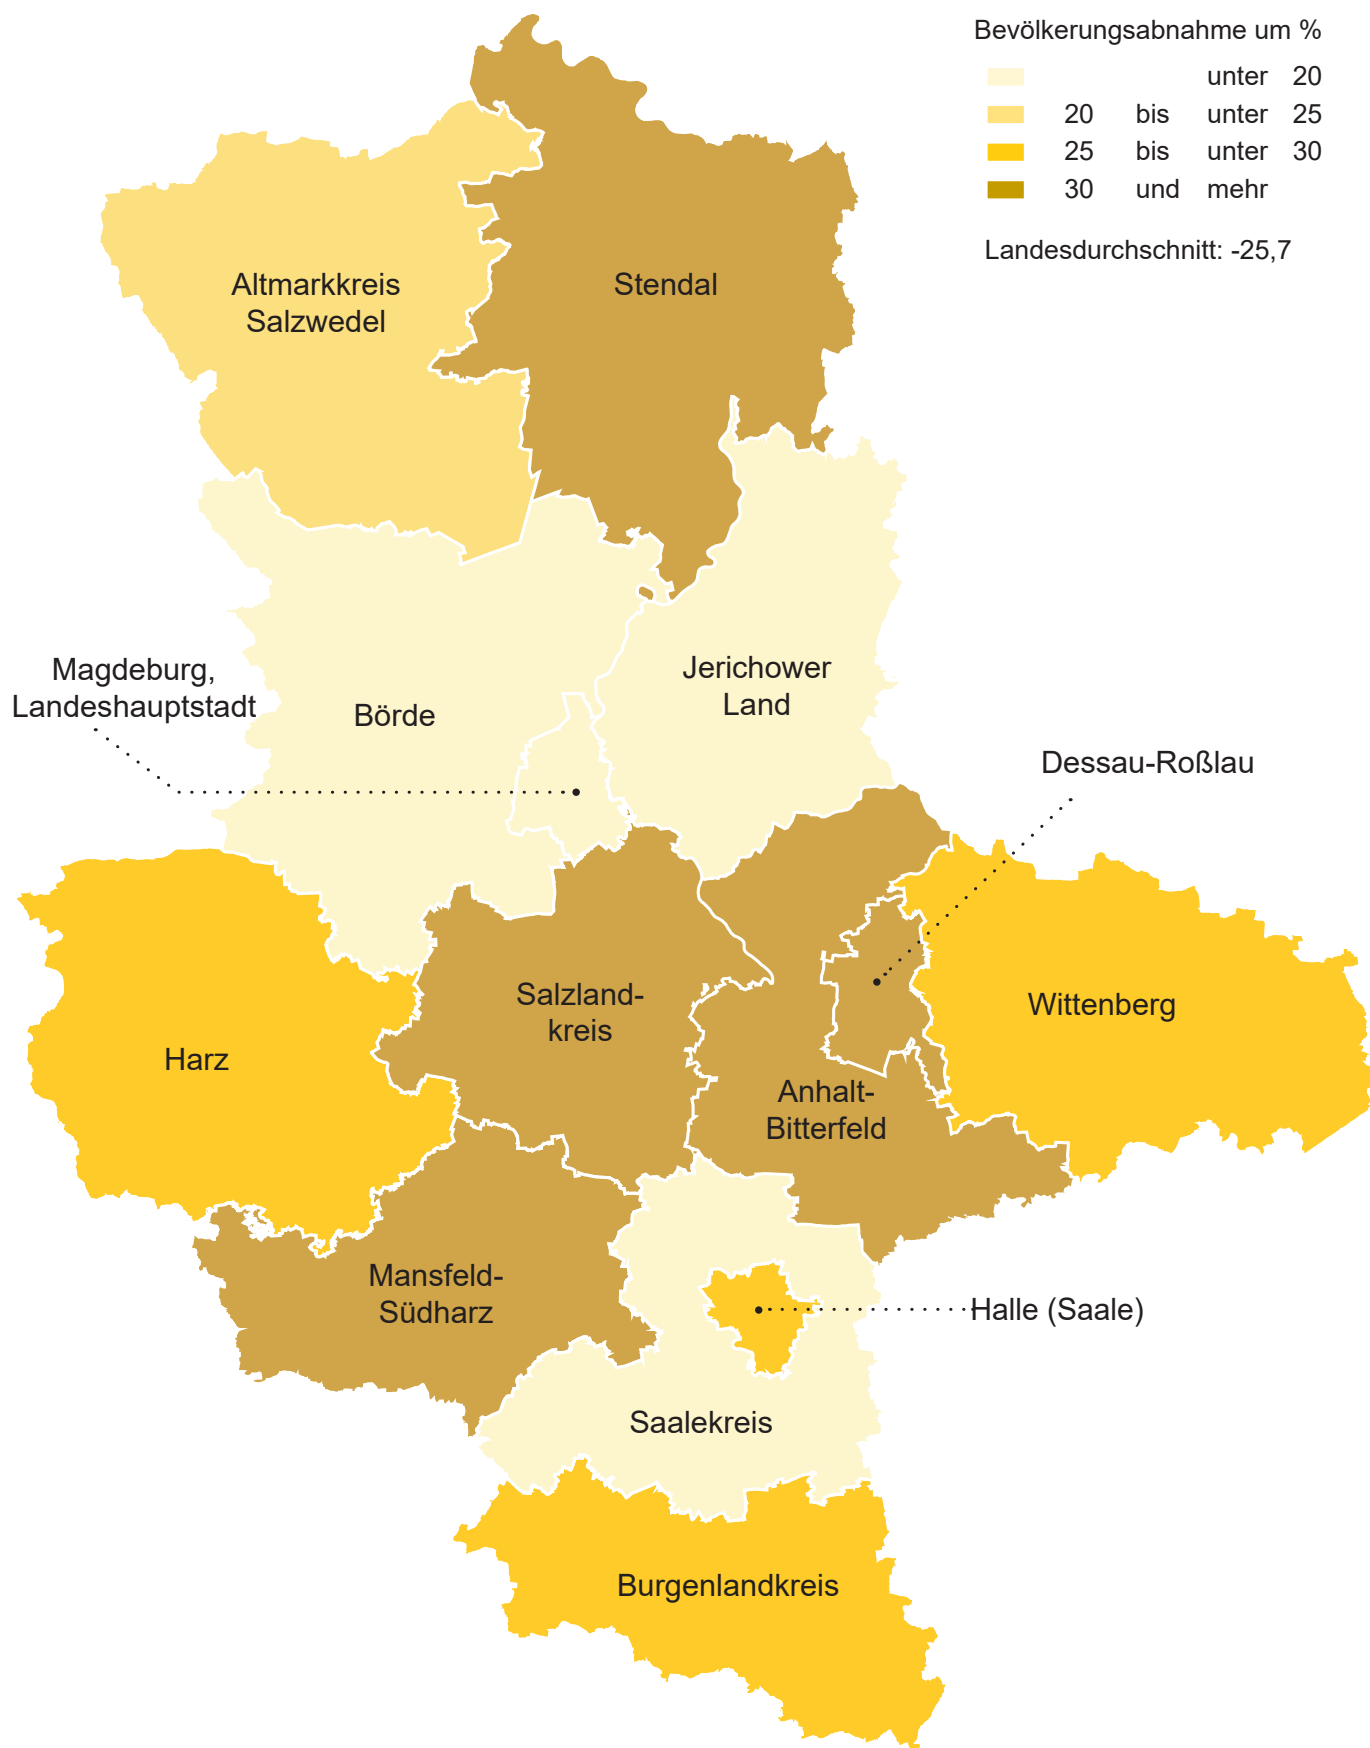 Bevölkerungsabnahme um %
unter 20
20 bis unter 25
25 bis unter 30
30 und mehr
Landesdurchschnitt: -25,7
Altmarkkreis
Salzwedel
Stendal
Magdeburg,
Landeshauptstadt
Börde
Jerichower
Land
Dessau-Roßlau
Salzland-
kreis
Wittenberg
Harz
Anhalt-
Bitterfeld
Mansfeld-
Südharz
Halle (Saale)
Saalekreis
Burgenlandkreis